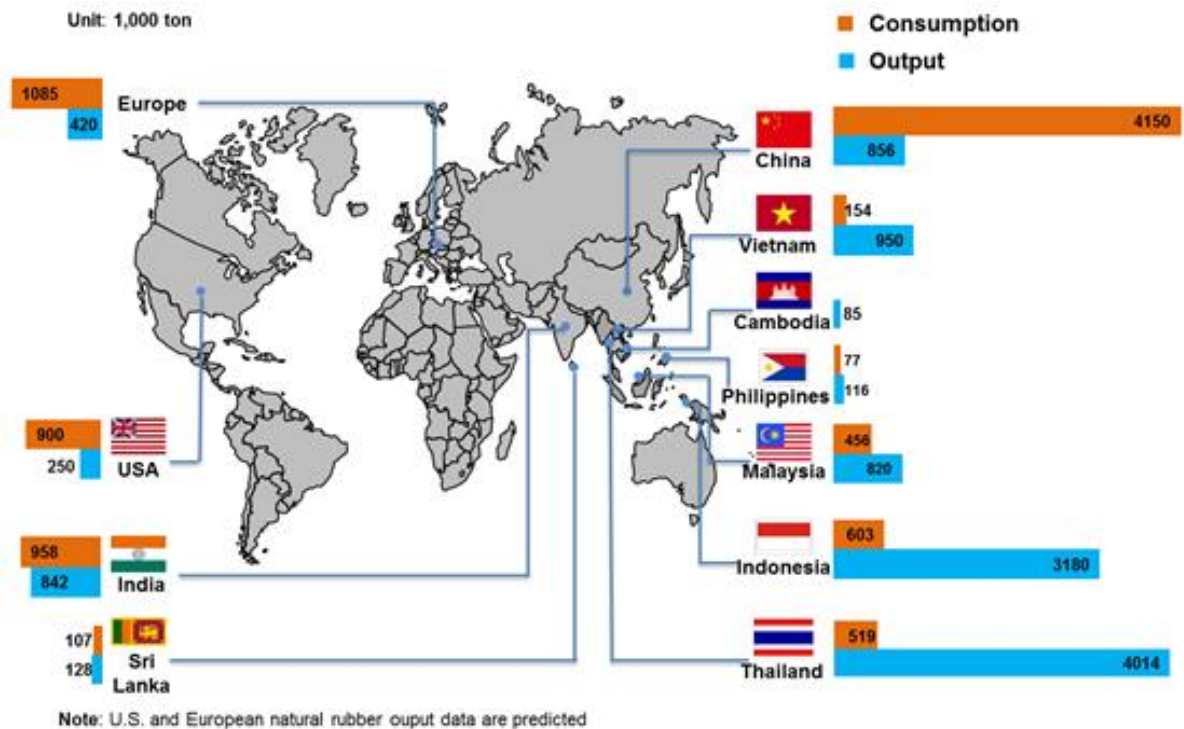 Unit: 1,000 ton
Consumption
Output
1085
Europe
420
4150
China
856
154
Vietnam
950
Cambodia
85
77
Philippines
116
900
USA
250
456
Malaysia
820
958
India
842
603
Indonesia
3180
107
Sri
Lanka
128
519
Thailand
4014
Note: U.S. and European natural rubber ouput data are predicted